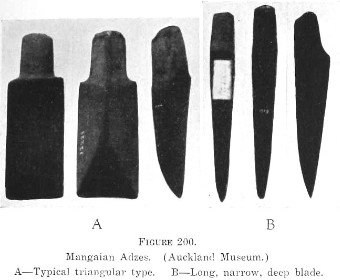 A B
FIGURE 200.
Mangaian Adzes. (Auckland Museum.)
A—Typical triangular type. B—Long, narrow, deep blade.